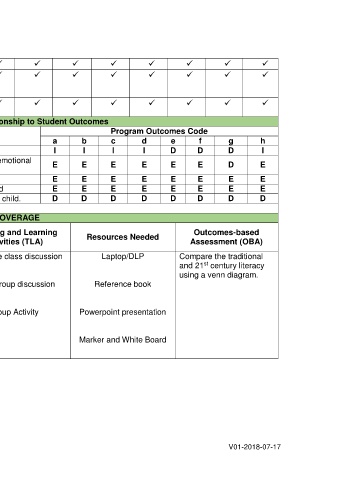 ✓ ✓ ✓ ✓ ✓ ✓ ✓
✓ ✓ ✓ ✓ ✓ ✓ ✓
✓ ✓ ✓ ✓ ✓ ✓ ✓ ✓
onship to Student Outcomes
Program Outcomes Code
a b c d e f g h
I I I I D D D I
emotional
E E E E E E D E
E E E E E E E E
d E E E E E E E E
child. D D D D D D D D
OVERAGE
g and Learning
vities (TLA)
Resources Needed
Outcomes-based
Assessment (OBA)
e class discussion
Laptop/DLP
Compare the traditional
and 21st century literacy
using a venn diagram.
roup discussion
Reference book
oup Activity
Powerpoint presentation
Marker and White Board
V01-2018-07-17